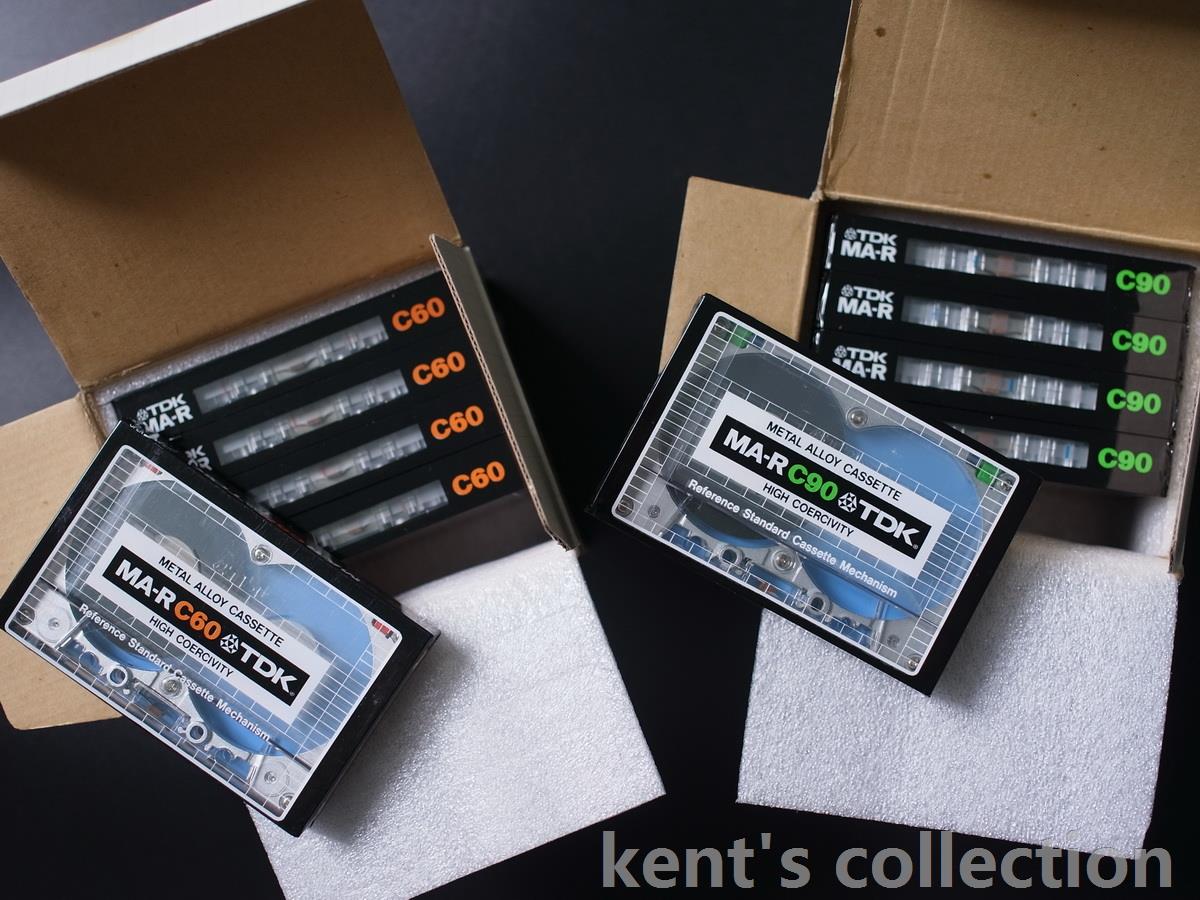 TDK
MA-R
C60
C60
C60
C60
METAL ALLOY CASSETTE
MA-R C60 TDK
HIGH COERCIVITY
Reference Standard Cassette Mechanism
TDK
MA-R
C90
TDK
MA-R
C90
TDK
MA-R
C90
C90
METAL ALLOY CASSETTE
MA-R C90 TDK
HIGH COERCIVITY
Reference Standard Cassette Mechanism
kent's collection